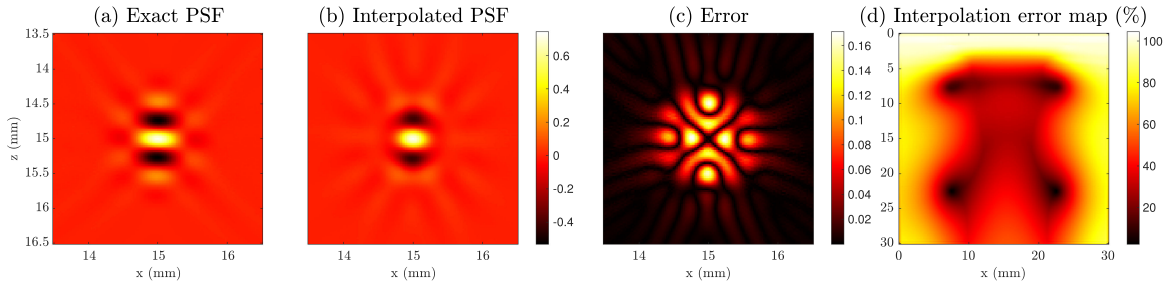 (a) Exact PSF
(b) Interpolated PSF
(c) Error
(d) Interpolation error map (%)
13.5
14
14.5
15
15.5
16
16.5
z (mm)
14 15 16
x (mm)
14 15 16
x (mm)
0.6
0.4
0.2
0
-0.2
-0.4
14 15 16
x (mm)
0.16
0.14
0.12
0.1
0.08
0.06
0.04
0.02
0
5
10
15
20
25
30
0 10 20 30
x (mm)
100
80
60
40
20